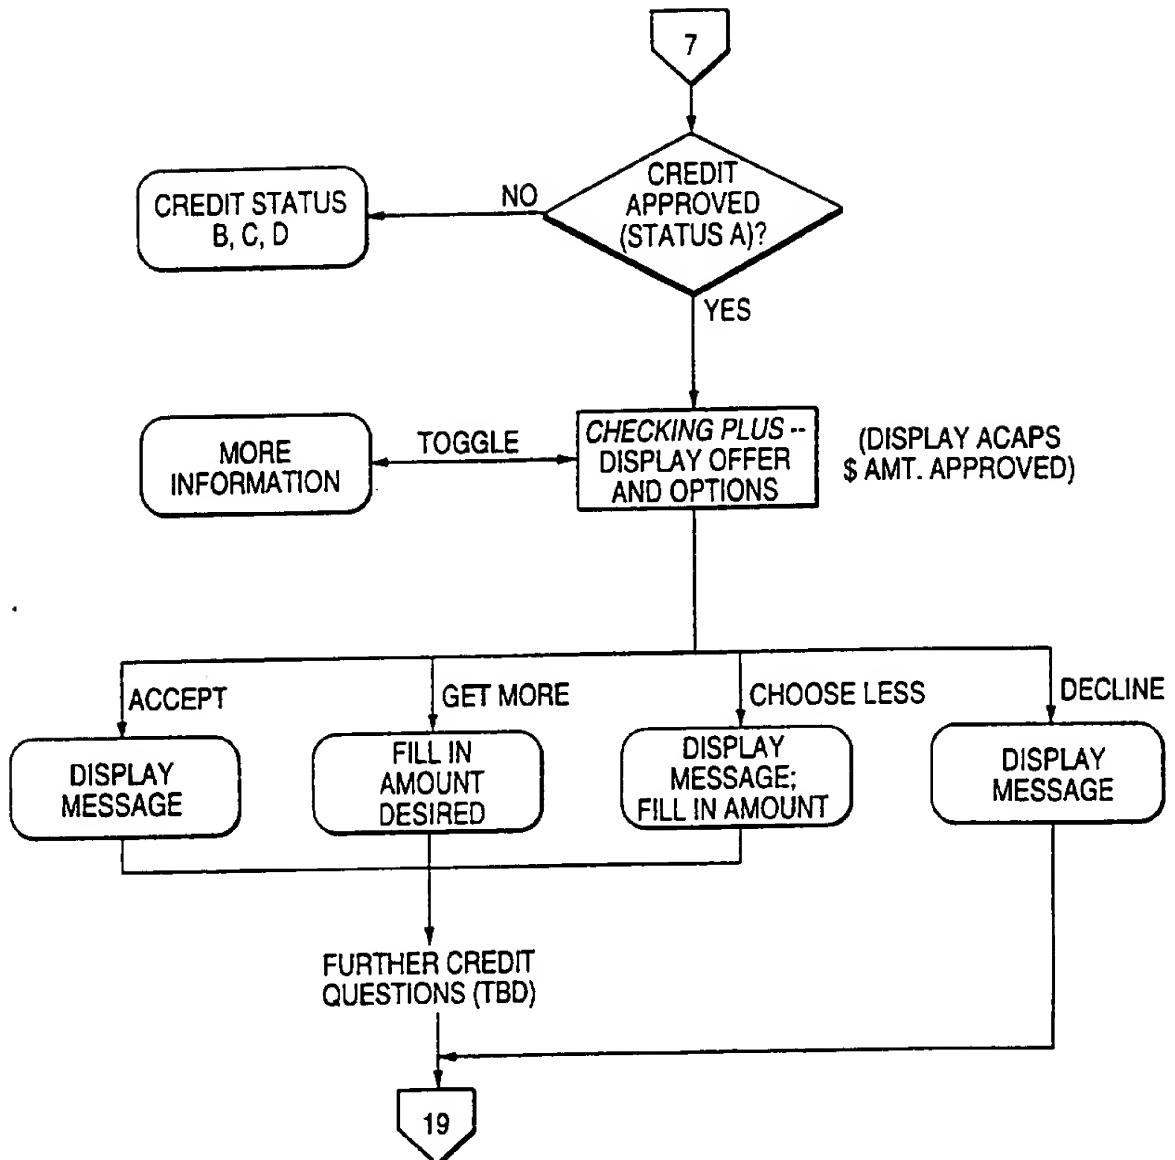 7
CREDIT
APPROVED
(STATUS A)?
NO
CREDIT STATUS
B, C, D
YES
CHECKING PLUS --
DISPLAY OFFER
AND OPTIONS
TOGGLE
MORE
INFORMATION
(DISPLAY ACAPS
$ AMT. APPROVED)
ACCEPT
GET MORE
CHOOSE LESS
DECLINE
DISPLAY
MESSAGE
FILL IN
AMOUNT
DESIRED
DISPLAY
MESSAGE;
FILL IN AMOUNT
DISPLAY
MESSAGE
FURTHER CREDIT
QUESTIONS (TBD)
19